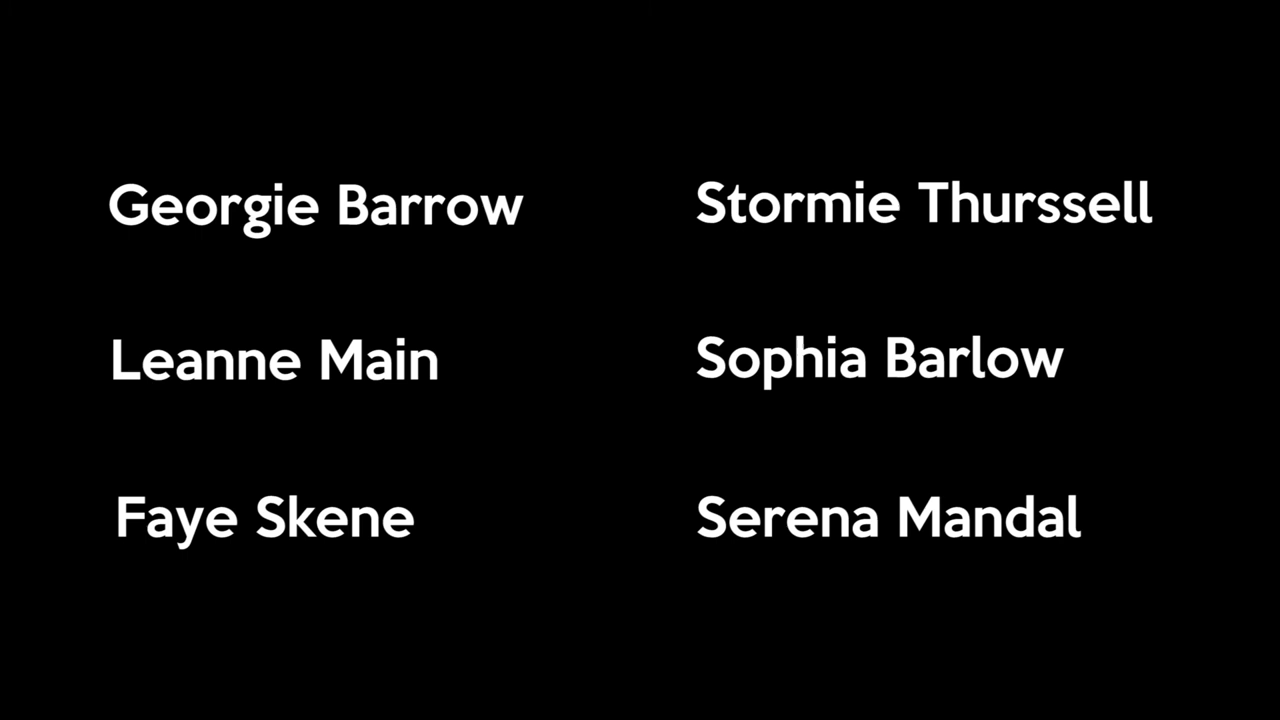 Georgie Barrow
Stormie Thurssell
Leanne Main
Sophia Barlow
Faye Skene
Serena Mandal